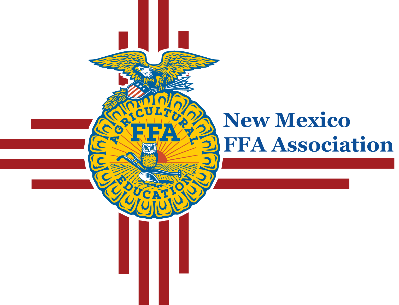 AGRICULTURAL
FFA
EDUCATION
New Mexico
FFA Association